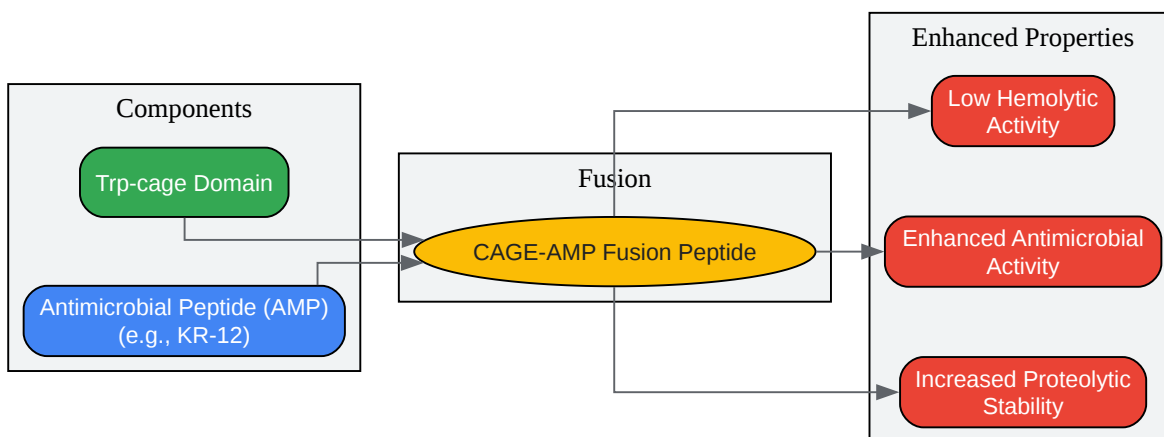 Components
Trp-cage Domain
Antimicrobial Peptide (AMP)
(e.g., KR-12)
Fusion
CAGE-AMP Fusion Peptide
Enhanced Properties
Low Hemolytic
Activity
Enhanced Antimicrobial
Activity
Increased Proteolytic
Stability